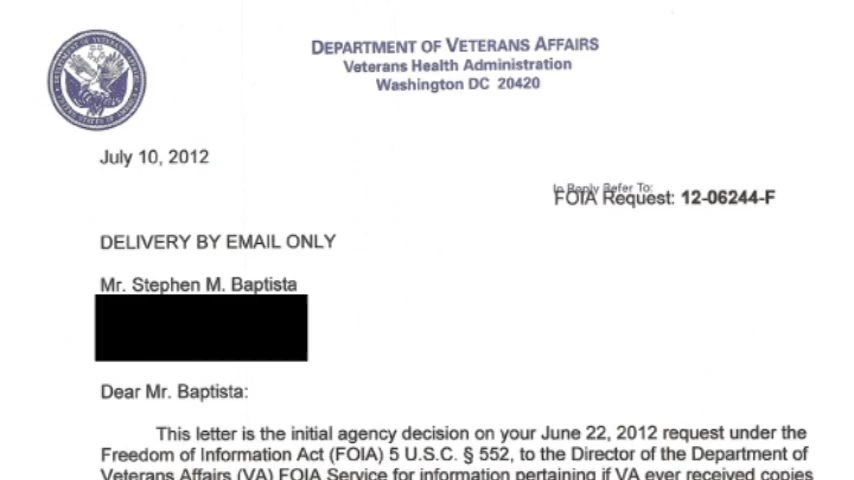 DEPARTMENT OF VETERANS AFFAIRS
Veterans Health Administration
Washington DC 20420
July 10, 2012
In Reply Refer To:
FOIA Request: 12-06244-F
DELIVERY BY EMAIL ONLY
Mr. Stephen M. Baptista
Dear Mr. Baptista:
This letter is the initial agency decision on your June 22, 2012 request under the
Freedom of Information Act (FOIA) 5 U.S.C. § 552, to the Director of the Department of
Veterans Affairs (VA) FOIA Service for information pertaining if VA ever received copies